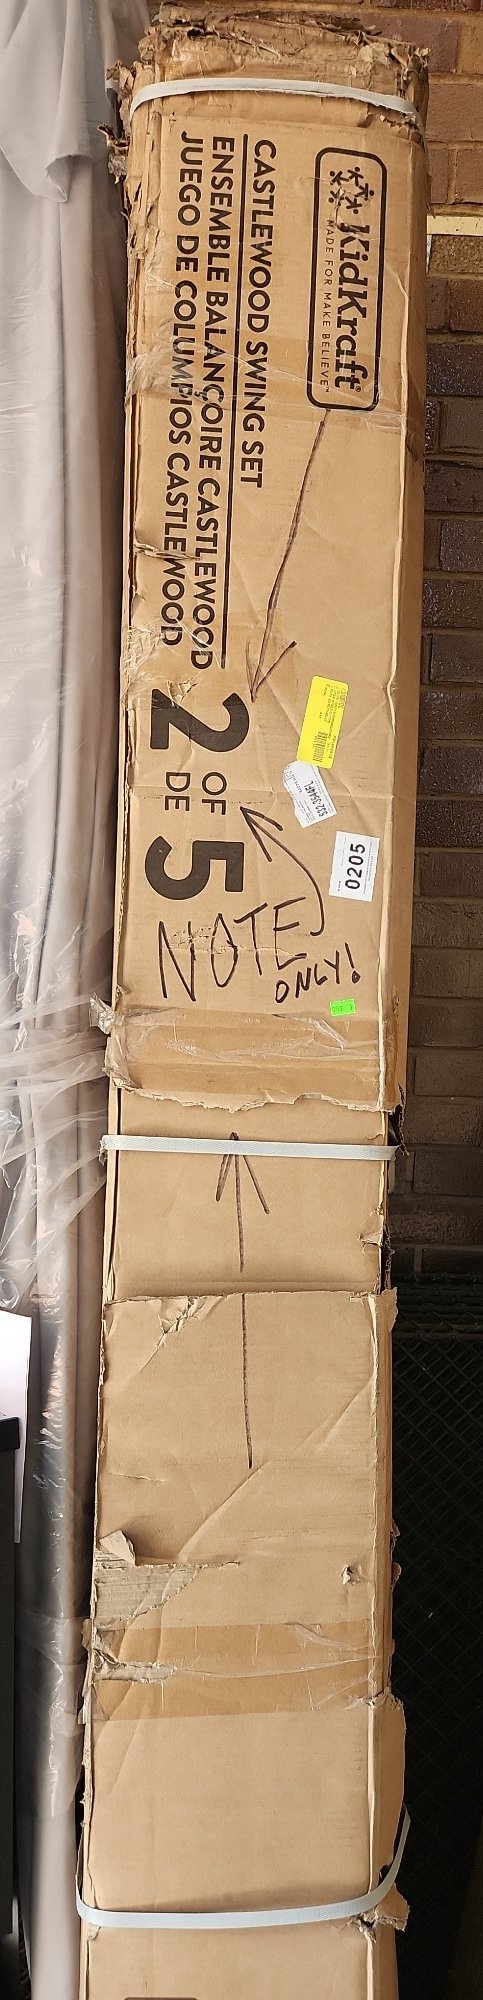 KidKraft®
MADE FOR MAKE BELIEVE™
CASTLEWOOD SWING SET
ENSEMBLE BALANÇOIRE CASTLEWOOD
JUEGO DE COLUMPIOS CASTLEWOOD
2 OF
DE 5
0205
NOTE
ONLY!